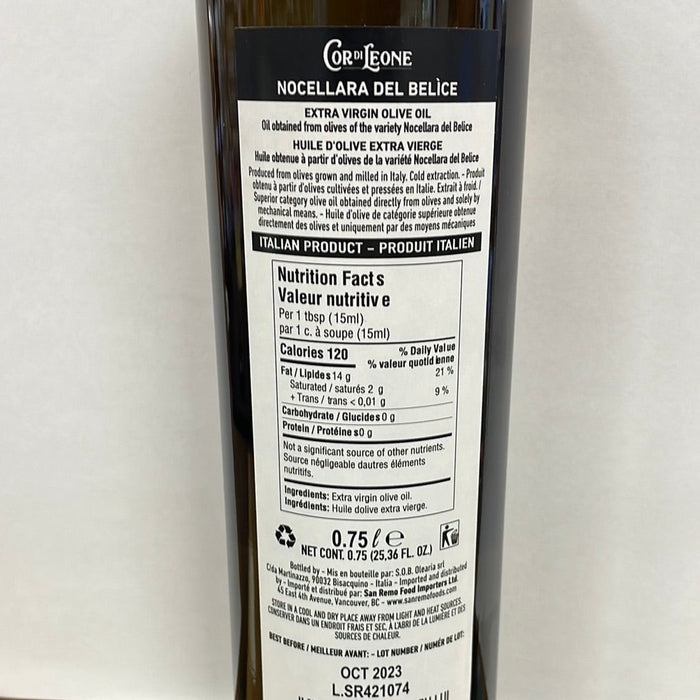 COR DI LEONE
NOCELLARA DEL BELÌCE
EXTRA VIRGIN OLIVE OIL
Oil obtained from olives of the variety Nocellara del Belice
HUILE D'OLIVE EXTRA VIERGE
Huile obtenue à partir d'olives de la variété Nocellara del Belice
Produced from olives grown and milled in Italy. Cold extraction. - Produit
obtenu à partir d'olives cultivées et pressées en Italie. Extrait à froid. /
Superior category olive oil obtained directly from olives and solely by
mechanical means. - Huile d'olive de catégorie supérieure obtenue
directement des olives et uniquement par des moyens mécaniques
ITALIAN PRODUCT – PRODUIT ITALIEN
Nutrition Facts
Valeur nutritive
Per 1 tbsp (15ml)
par 1 c. à soupe (15ml)
Calories 120
% Daily Value
% valeur quotidienne
Fat / Lipides 14 g 21 %
Saturated / saturés 2 g 9 %
+ Trans / trans < 0,01 g
Carbohydrate / Glucides 0 g
Protein / Protéines 0 g
Not a significant source of other nutrients.
Source négligeable dautres éléments
nutritifs.
Ingredients: Extra virgin olive oil.
Ingrédients: Huile dolive extra vierge.
0.75 l e
NET CONT. 0.75 (25,36 FL. OZ.)
Bottled by - Mis en bouteille par: S.O.B. Olearia srl
C/da Martinazzo, 90032 Bisacquino - Italia - Imported and distributed
by - Importé et distribué par: San Remo Food Importers Ltd.
45 East 4th Avenue, Vancouver, BC - www.sanremofoods.com
STORE IN A COOL AND DRY PLACE AWAY FROM LIGHT AND HEAT SOURCES.
CONSERVER DANS UN ENDROIT FRAIS ET SEC, À L'ABRI DE LA LUMIÈRE ET DES
SOURCES DE CHALEUR.
BEST BEFORE / MEILLEUR AVANT: - LOT NUMBER / NUMÉR DE LOT:
OCT 2023
L.SR421074